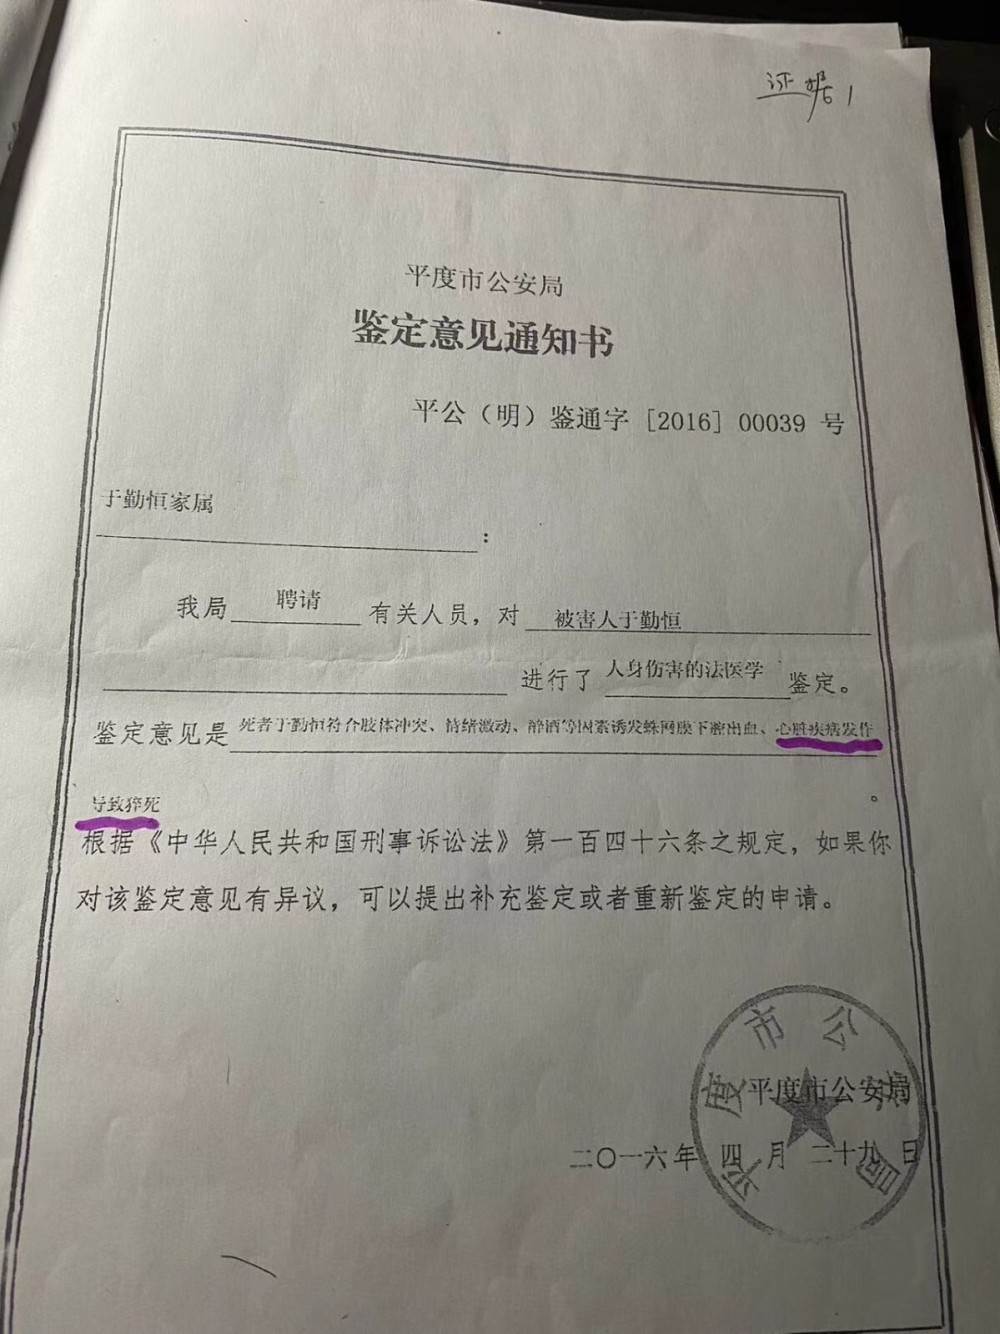 证据1
平度市公安局
鉴定意见通知书
平公（明）鉴通字［2016］00039 号
于勤恒家属
：
我局 聘请 有关人员，对 被害人于勤恒
进行了 人身伤害的法医学 鉴定。
鉴定意见是 死者于勤恒符合肢体冲突、情绪激动、醉酒等因素诱发蛛网膜下腔出血、心脏疾病发作
导致猝死 。
根据《中华人民共和国刑事诉讼法》第一百四十六条之规定，如果你
对该鉴定意见有异议，可以提出补充鉴定或者重新鉴定的申请。
平度市公安局
平度市公安局
二〇一六年 四 月 二十九 日